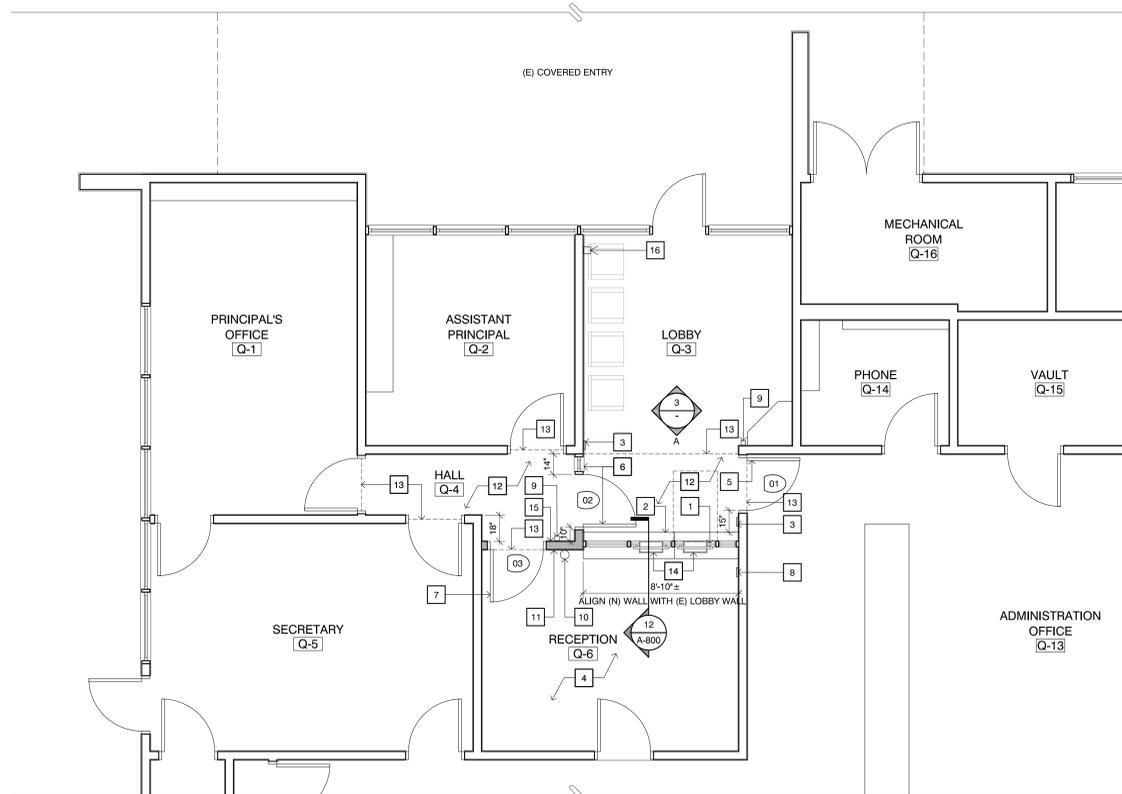 (E) COVERED ENTRY
MECHANICAL
ROOM
Q-16
16
PRINCIPAL'S
OFFICE
Q-1
ASSISTANT
PRINCIPAL
Q-2
LOBBY
Q-3
PHONE
Q-14
VAULT
Q-15
3
-
A
9
13
3
13
14"
6
5
01
HALL
Q-4
13
12
9
02
12
15
2
1
13
18"
13
10"
15"
3
03
14
8
7
8'-10"±
ALIGN (N) WALL WITH (E) LOBBY WALL
11
10
12
A-800
SECRETARY
Q-5
RECEPTION
Q-6
4
ADMINISTRATION
OFFICE
Q-13